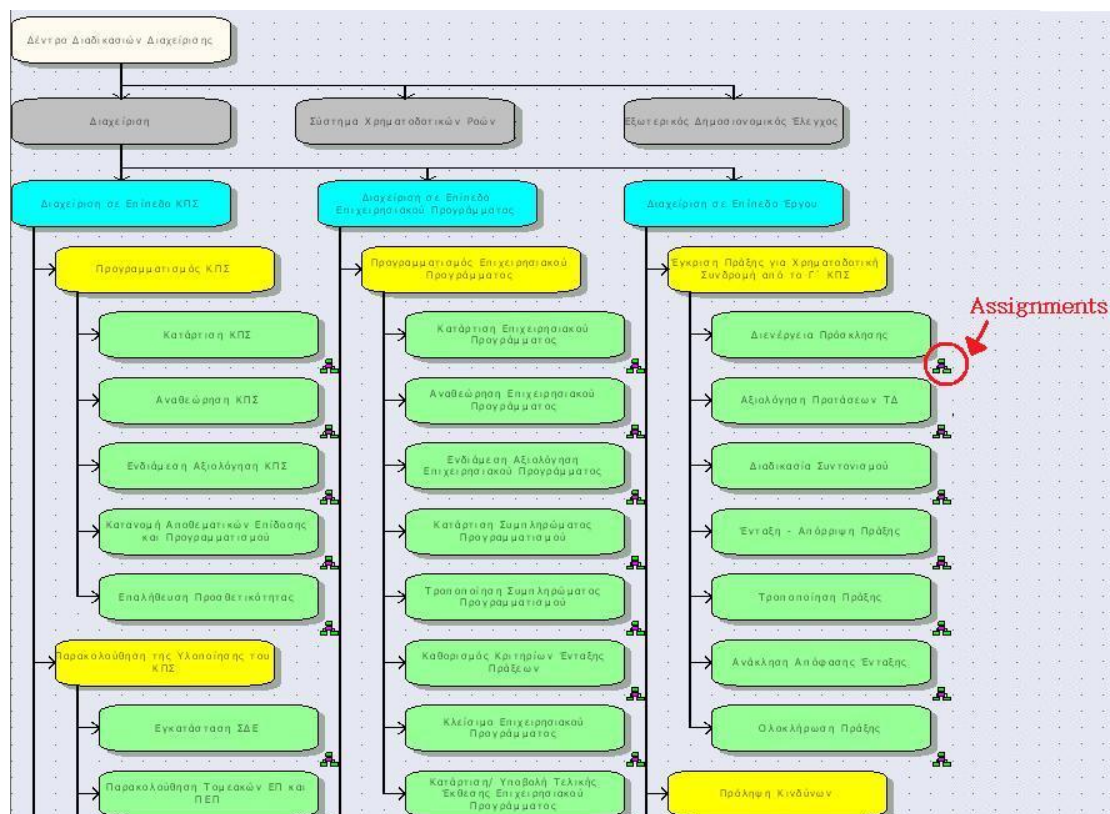 Δέντρο Διαδικασιών Διαχείρισης
Διαχείριση
Σύστημα Χρηματοδοτικών Ροών
Εξωτερικός Δημοσιονομικός Έλεγχος
Διαχείριση σε Επίπεδο ΚΠΣ
Διαχείριση σε Επίπεδο
Επιχειρησιακού Προγράμματος
Διαχείριση σε Επίπεδο Έργου
Προγραμματισμός ΚΠΣ
Προγραμματισμός Επιχειρησιακού
Προγράμματος
Έγκριση Πράξης για Χρηματοδοτική
Συνδρομή από το Γ΄ ΚΠΣ
Assignments
Κατάρτιση ΚΠΣ
Κατάρτιση Επιχειρησιακού
Προγράμματος
Διενέργεια Πρόσκλησης
Αναθεώρηση ΚΠΣ
Αναθεώρηση Επιχειρησιακού
Προγράμματος
Αξιολόγηση Προτάσεων ΤΔ
Ενδιάμεση Αξιολόγηση ΚΠΣ
Ενδιάμεση Αξιολόγηση
Επιχειρησιακού Προγράμματος
Διαδικασία Συντονισμού
Κατανομή Αποθεματικών Επίδοσης
και Προγραμματισμού
Κατάρτιση Συμπληρώματος
Προγραμματισμού
Ένταξη - Απόρριψη Πράξης
Επαλήθευση Προσθετικότητας
Τροποποίηση Συμπληρώματος
Προγραμματισμού
Τροποποίηση Πράξης
Παρακολούθηση της Υλοποίησης του
ΚΠΣ
Καθορισμός Κριτηρίων Ένταξης
Πράξεων
Ανάκληση Απόφασης Ένταξης
Εγκατάσταση ΣΔΕ
Κλείσιμο Επιχειρησιακού
Προγράμματος
Ολοκλήρωση Πράξης
Παρακολούθηση Τομεακών ΕΠ και
ΠΕΠ
Κατάρτιση/ Υποβολή Τελικής
Έκθεσης Επιχειρησιακού
Προγράμματος
Πρόληψη Κινδύνων